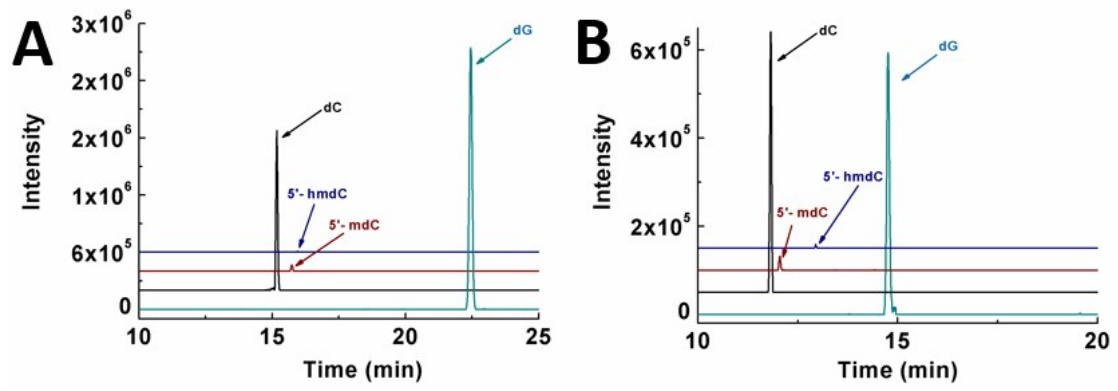 A
Intensity
3x10⁶
2x10⁶
2x10⁶
1x10⁶
6x10⁵
0
dG
dC
5'- hmdC
5'- mdC
10
15
20
25
Time (min)
B
Intensity
6x10⁵
4x10⁵
2x10⁵
0
dC
dG
5'- hmdC
5'- mdC
10
15
20
Time (min)